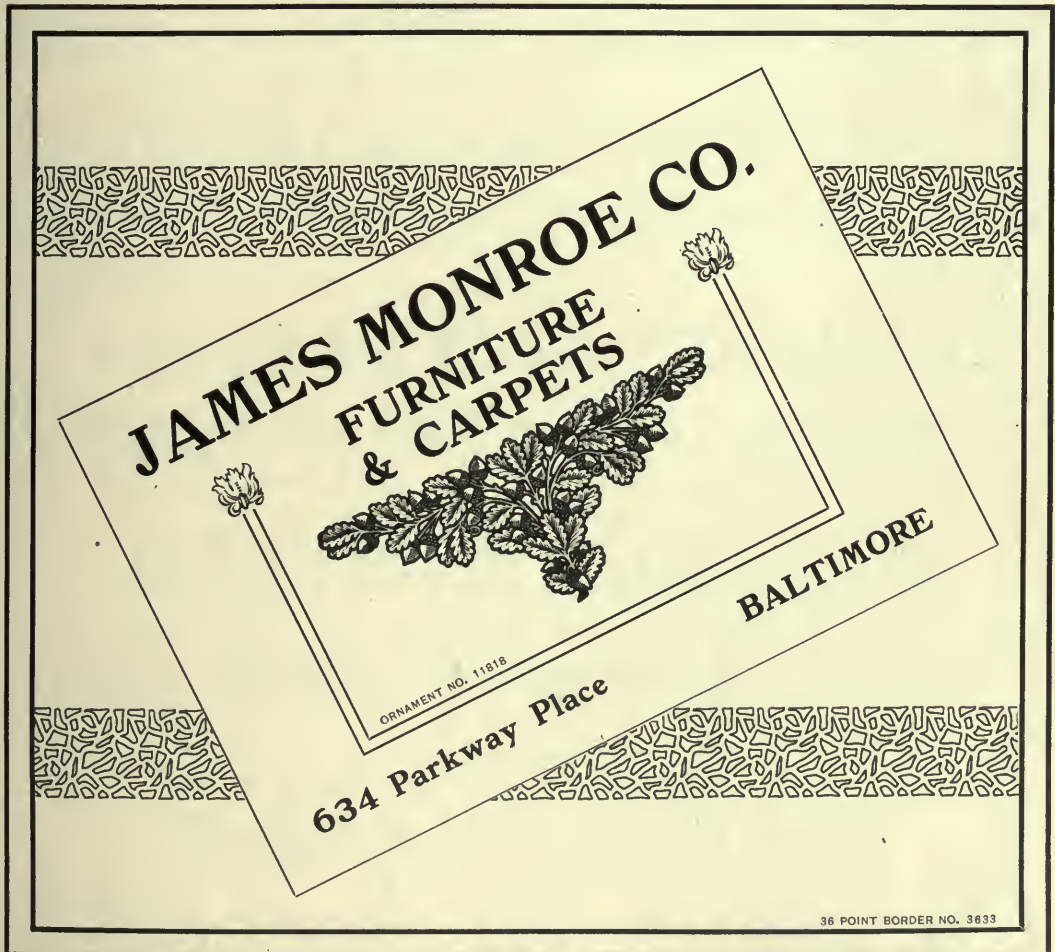 JAMES MONROE CO.
FURNITURE
& CARPETS
ORNAMENT NO. 11818
634 Parkway Place
BALTIMORE
36 POINT BORDER NO. 3633